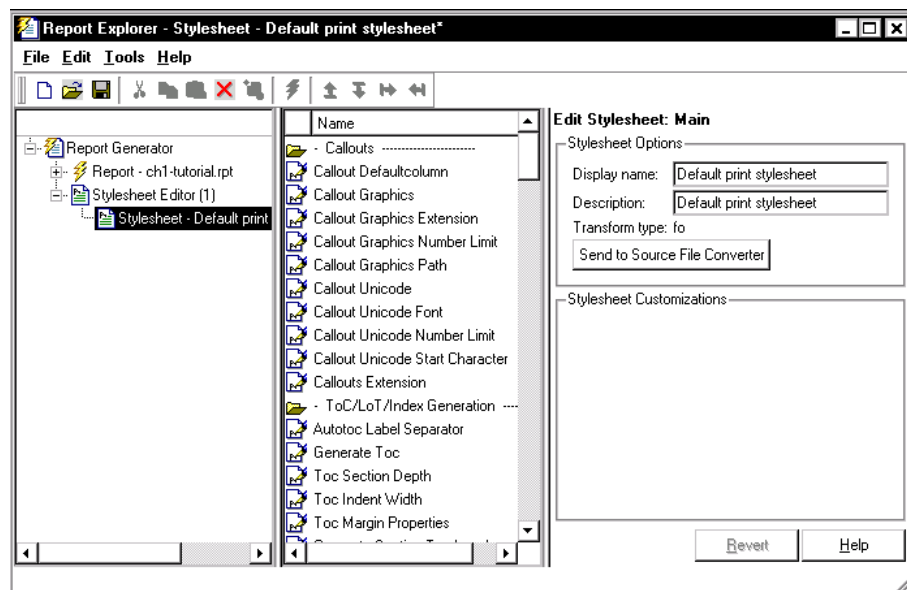 Report Explorer - Stylesheet - Default print stylesheet*
File Edit Tools Help
Report Generator
Report - ch1-tutorial.rpt
Stylesheet Editor (1)
Stylesheet - Default print
Name
- Callouts -----------------------
Callout Defaultcolumn
Callout Graphics
Callout Graphics Extension
Callout Graphics Number Limit
Callout Graphics Path
Callout Unicode
Callout Unicode Font
Callout Unicode Number Limit
Callout Unicode Start Character
Callouts Extension
- ToC/LoT/Index Generation ----
Autotoc Label Separator
Generate Toc
Toc Section Depth
Toc Indent Width
Toc Margin Properties
Edit Stylesheet: Main
Stylesheet Options
Display name: Default print stylesheet
Description: Default print stylesheet
Transform type: fo
Send to Source File Converter
Stylesheet Customizations
Revert Help